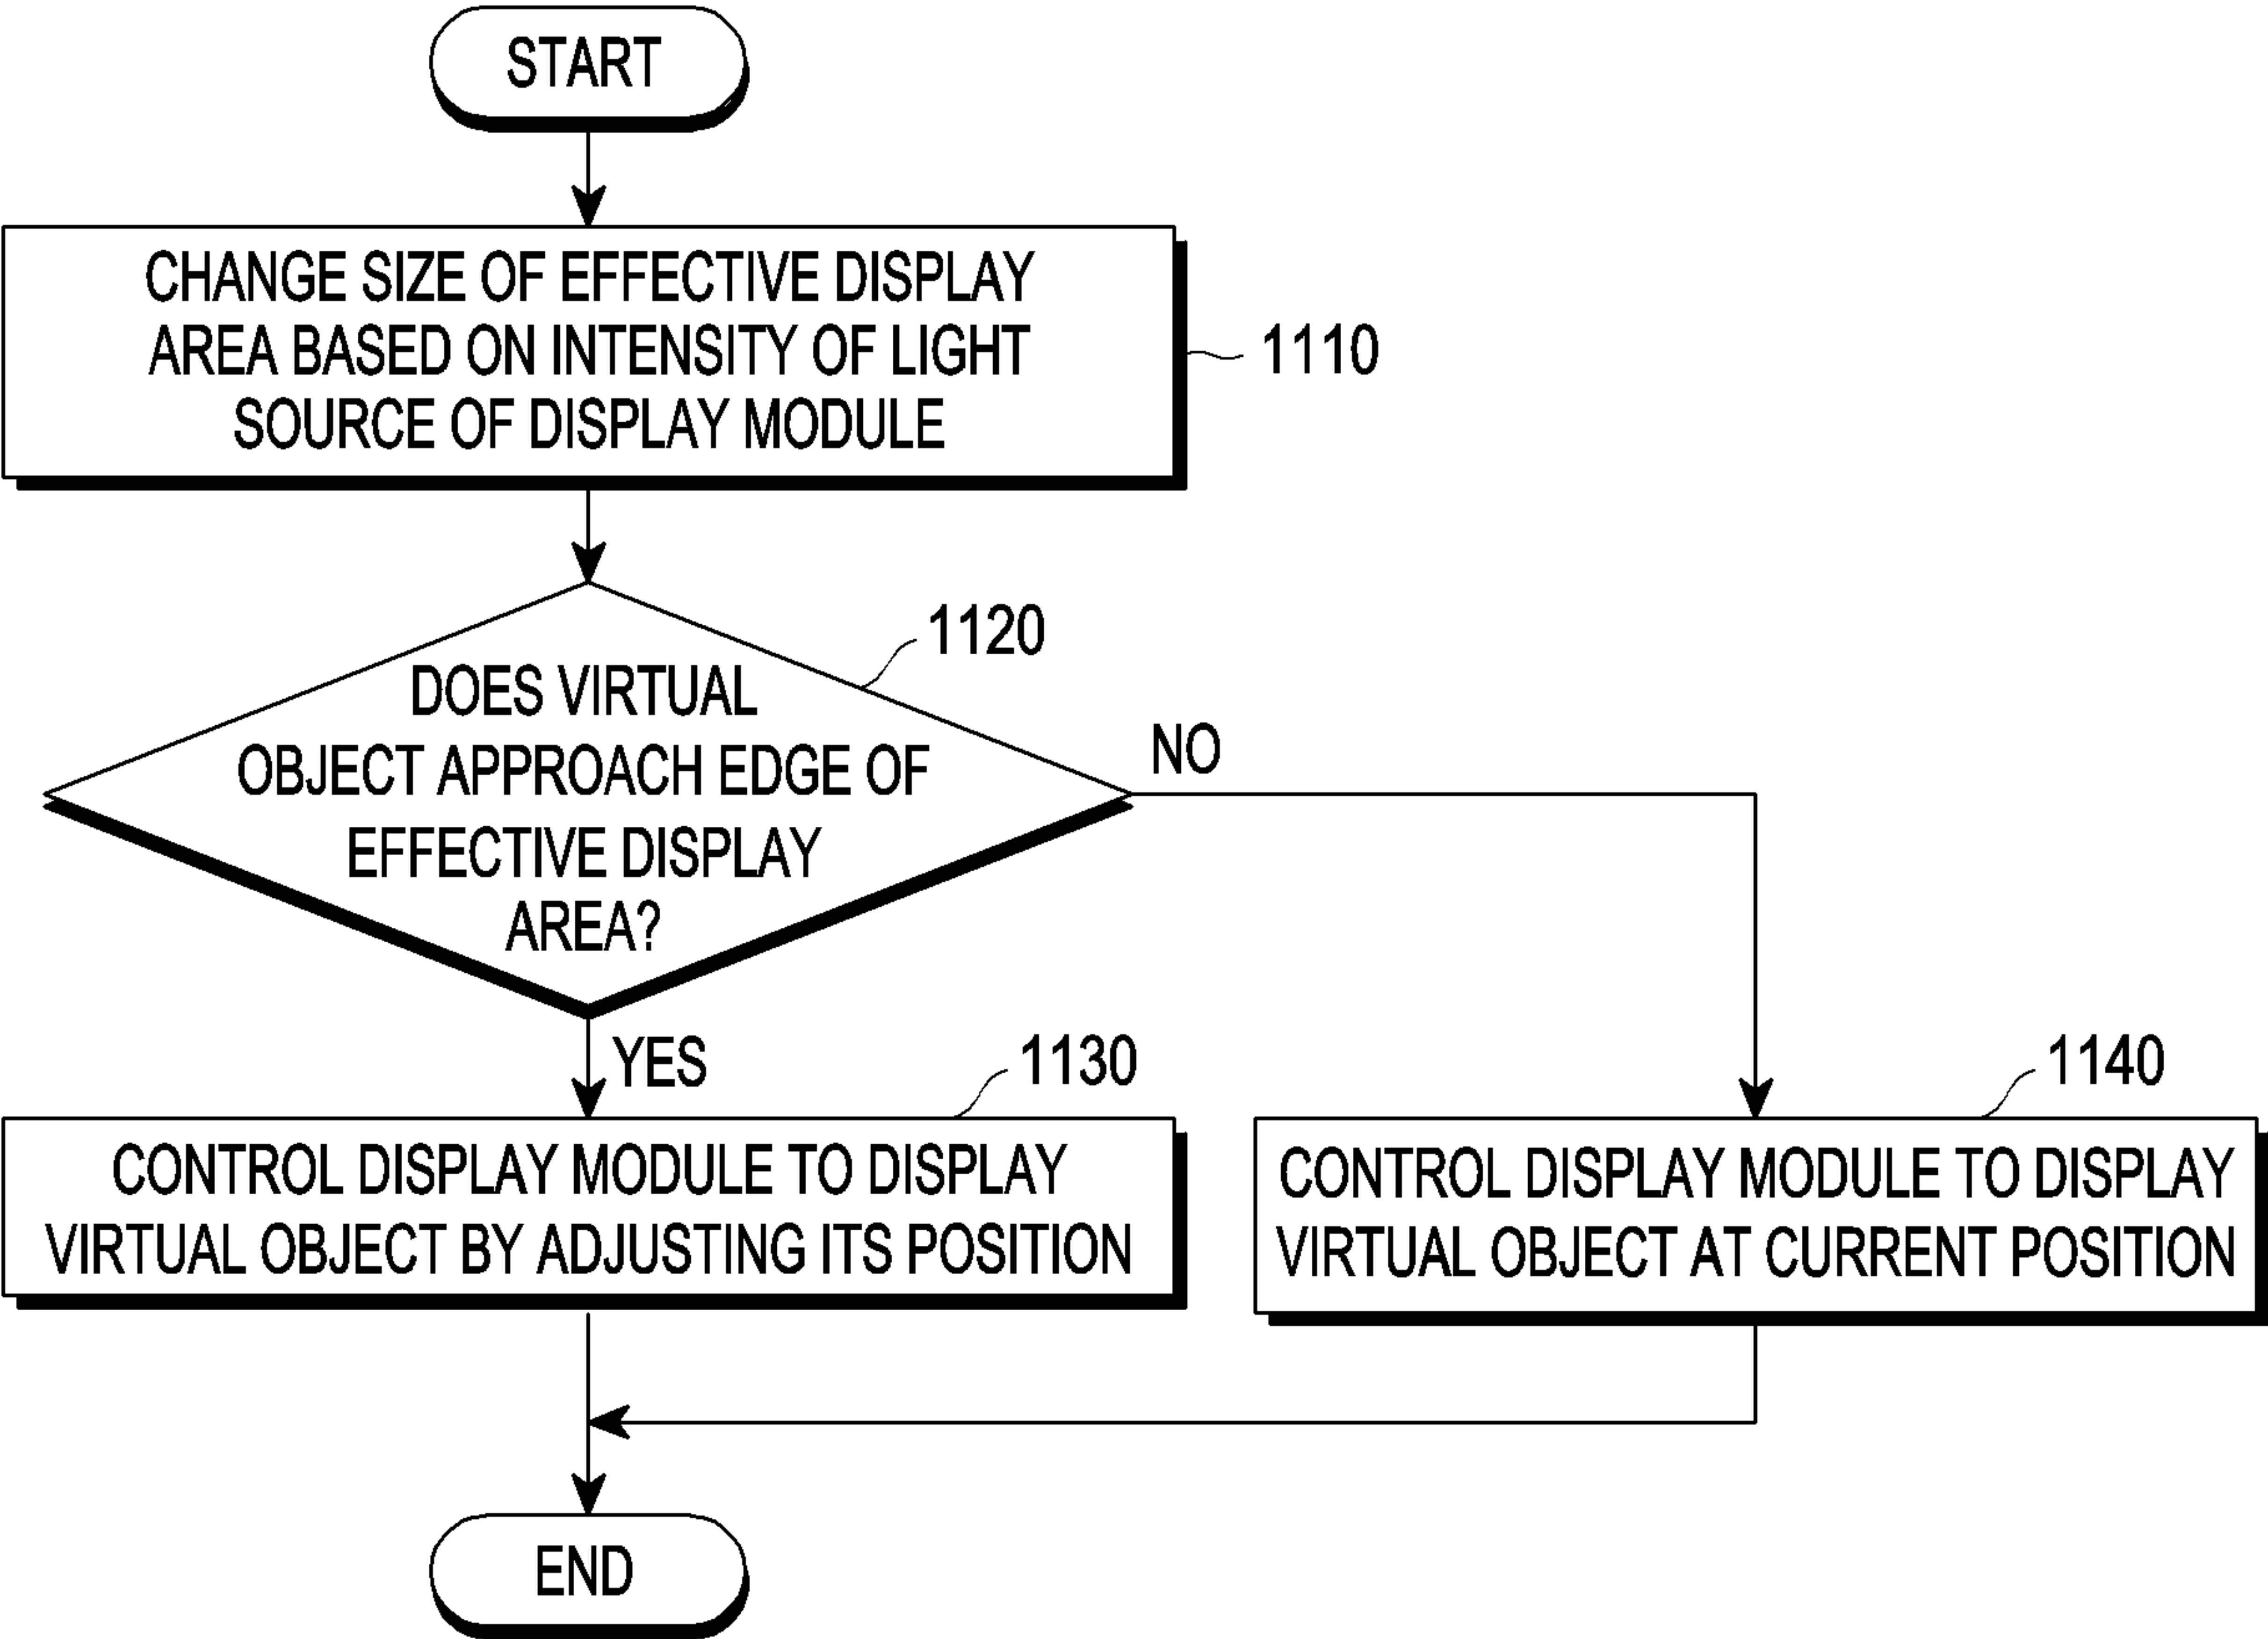 START
CHANGE SIZE OF EFFECTIVE DISPLAY
AREA BASED ON INTENSITY OF LIGHT
SOURCE OF DISPLAY MODULE
1110
1120
DOES VIRTUAL
OBJECT APPROACH EDGE OF
EFFECTIVE DISPLAY
AREA?
NO
YES
1130
CONTROL DISPLAY MODULE TO DISPLAY
VIRTUAL OBJECT BY ADJUSTING ITS POSITION
1140
CONTROL DISPLAY MODULE TO DISPLAY
VIRTUAL OBJECT AT CURRENT POSITION
END